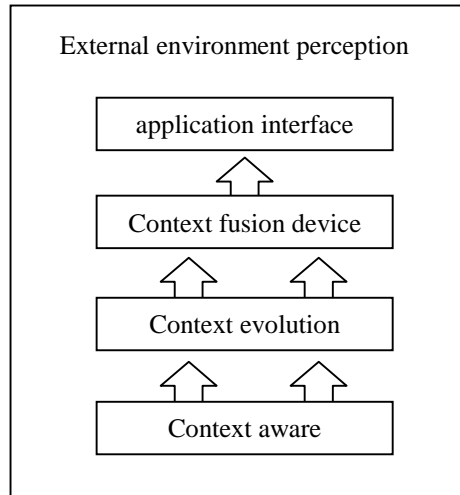 External environment perception
application interface
Context fusion device
Context evolution
Context aware